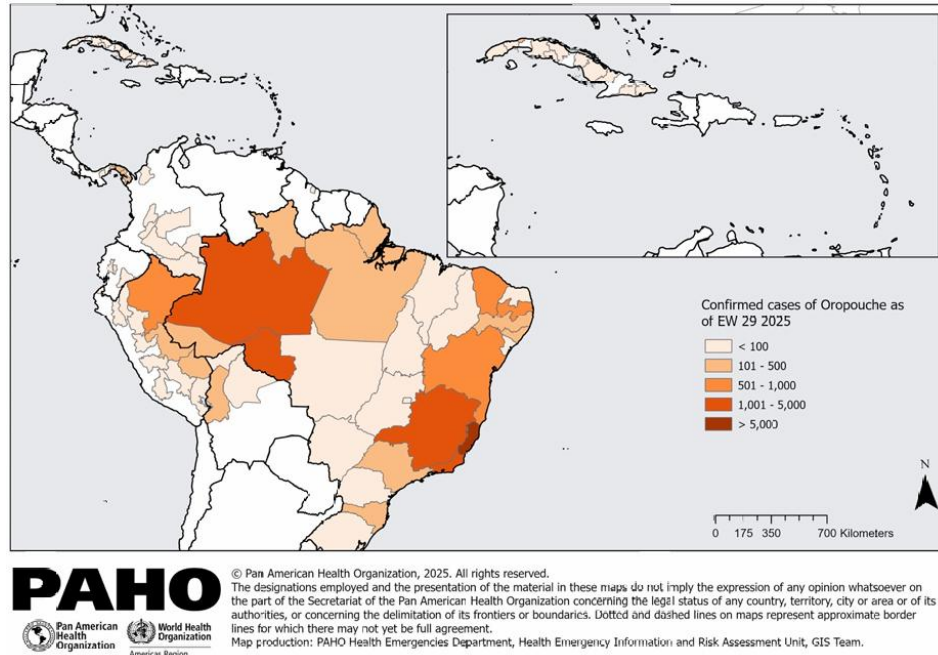 Confirmed cases of Oropouche as
of EW 29 2025
< 100
101 - 500
501 - 1,000
1,001 - 5,000
> 5,000
N
0 175 350 700 Kilometers
PAHO
Pan American
Health
Organization
World Health
Organization
Americas Region
© Pan American Health Organization, 2025. All rights reserved.
The designations employed and the presentation of the material in these maps do not imply the expression of any opinion whatsoever on
the part of the Secretariat of the Pan American Health Organization concerning the legal status of any country, territory, city or area or of its
authorities, or concerning the delimitation of its frontiers or boundaries. Dotted and dashed lines on maps represent approximate border
lines for which there may not yet be full agreement.
Map production: PAHO Health Emergencies Department, Health Emergency Information and Risk Assessment Unit, GIS Team.